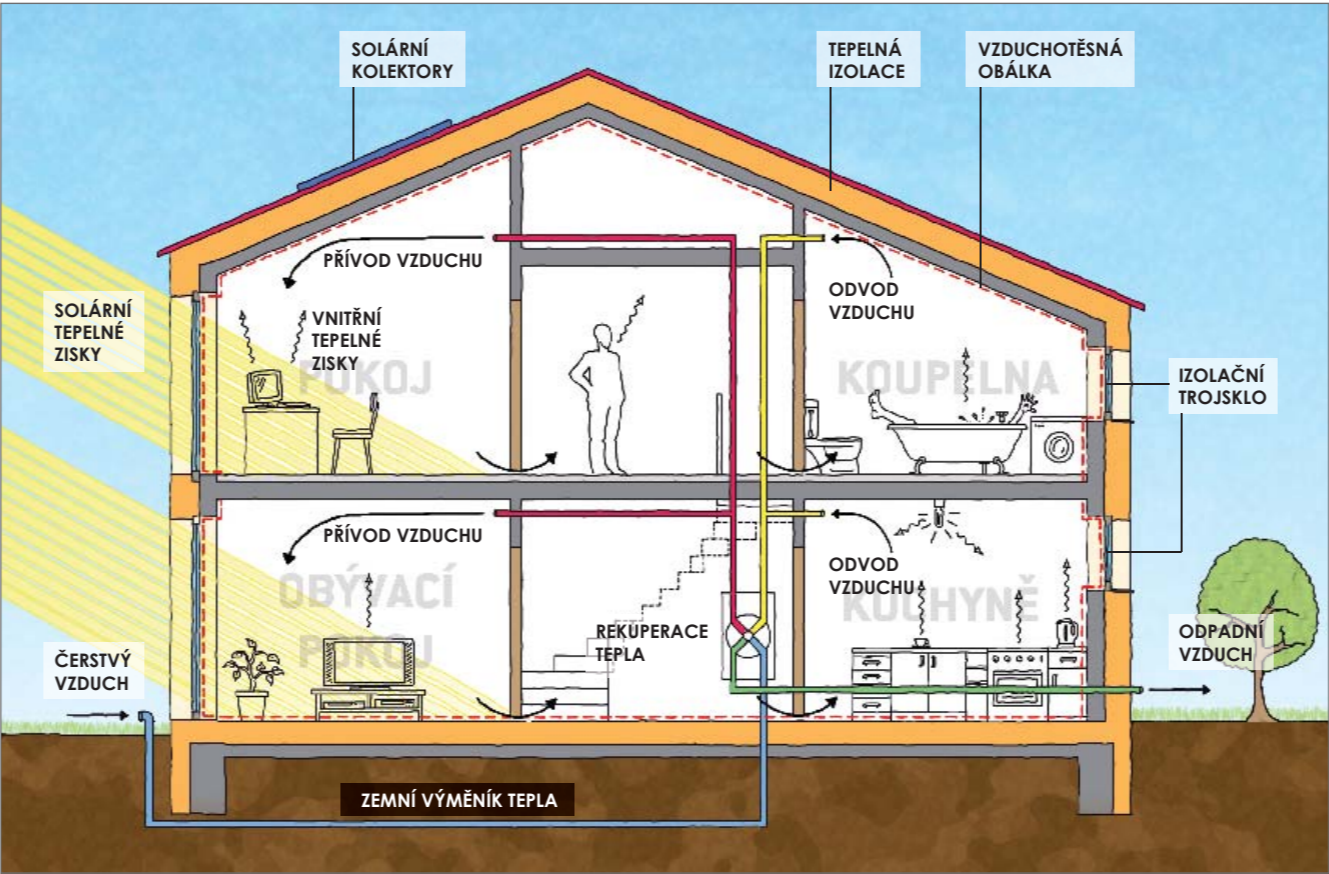 SOLÁRNÍ
KOLEKTORY
TEPELNÁ
IZOLACE
VZDUCHOTĚSNÁ
OBÁLKA
PŘÍVOD VZDUCHU
ODVOD
VZDUCHU
SOLÁRNÍ
TEPELNÉ
ZISKY
VNITŘNÍ
TEPELNÉ
ZISKY
POKOJ
KOUPELNA
IZOLAČNÍ
TROJSKLO
PŘÍVOD VZDUCHU
ODVOD
VZDUCHU
OBÝVACÍ
POKOJ
KUCHYNĚ
REKUPERACE
TEPLA
ČERSTVÝ
VZDUCH
ODPADNÍ
VZDUCH
ZEMNÍ VÝMĚNÍK TEPLA